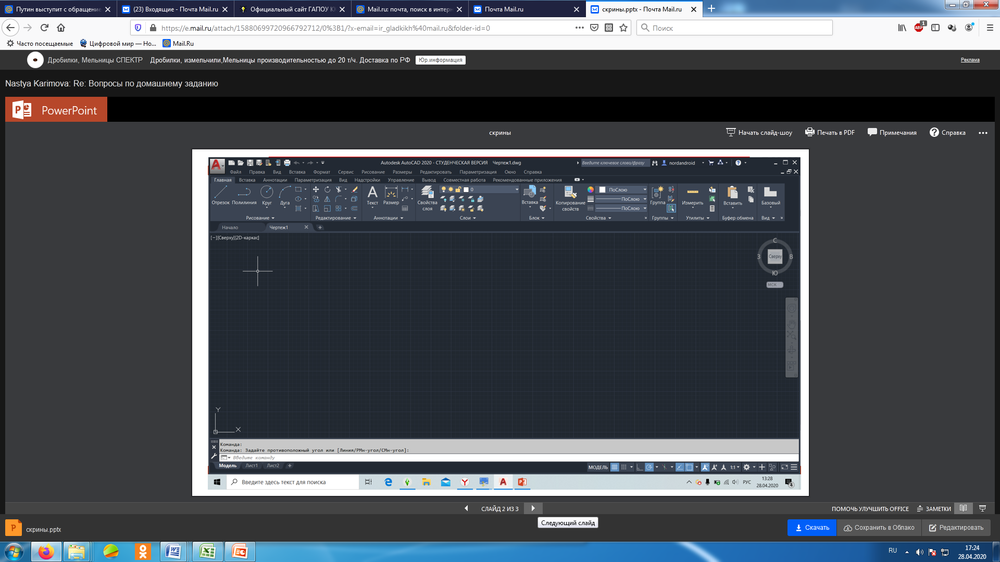 Путин выступит с обращение
(23) Входящие - Почта Mail.ru
Официальный сайт ГАПОУ КК
Mail.ru: почта, поиск в интерн
Почта Mail.ru
скрины.pptx - Почта Mail.ru
https://e.mail.ru/attach/15880699720966792712/0%3B1/?x-email=ir_gladkikh%40mail.ru&folder-id=0
Поиск
ABP 1
Часто посещаемые
Цифровой мир — Но...
Mail.Ru
Дробилки, Мельницы СПЕКТР Дробилки, измельчили,Мельницы производительностью до 20 т/ч. Доставка по РФ Юр.информация
Реклама
Nastya Karimova: Re: Вопросы по домашнему заданию
PowerPoint
скрины
Начать слайд-шоу Печать в PDF Примечания Справка
Autodesk AutoCAD 2020 - СТУДЕНЧЕСКАЯ ВЕРСИЯ Чертеж1.dwg
Введите ключевое слово/фразу
nordandroid
Файл Правка Вид Вставка Формат Сервис Рисование Размеры Редактировать Параметризация Окно Справка
Главная Вставка Аннотации Параметризация Вид Надстройки Управление Вывод Совместная работа Рекомендованные приложения
Отрезок Полилиния Круг Дуга
Текст Размер
Свойства слоя
0
Вставка
Копирование свойств
ПоСлою
ПоСлою
ПоСлою
Группа
Измерить
Вставить
Базовый
Рисование Редактирование Аннотации Слои Блок Свойства Группы Утилиты Буфер обмена Вид
Начало Чертеж1
[−][Сверху][2D-каркас]
С
З Сверху В
Ю
МСК
Y
X
Команда:
Команда: Задайте противоположный угол или [Линия/РМн-угол/СМн-угол]:
Введите команду
Модель Лист1 Лист2
МОДЕЛЬ 1:1
Введите здесь текст для поиска
РУС
13:28
28.04.2020
4
СЛАЙД 2 ИЗ 3
ПОМОЧЬ УЛУЧШИТЬ OFFICE ЗАМЕТКИ
Следующий слайд
скрины.pptx
Скачать Сохранить в Облако Редактировать
RU
17:24
28.04.2020